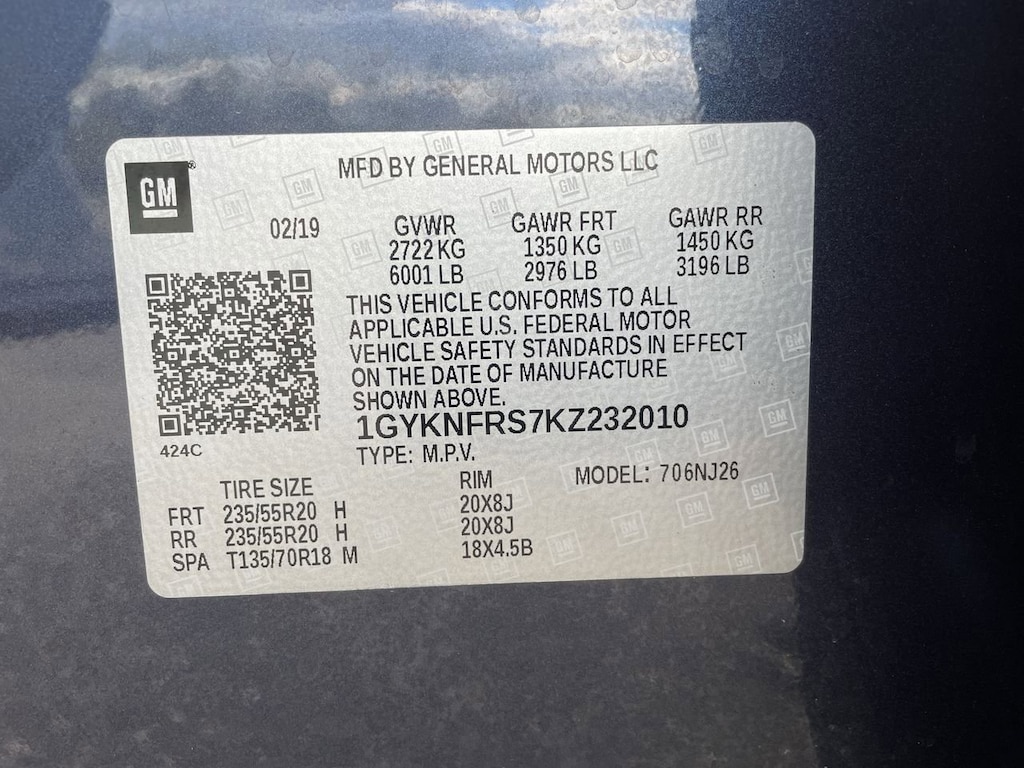 GM
MFD BY GENERAL MOTORS LLC
02/19
GVWR GAWR FRT GAWR RR
2722 KG 1350 KG 1450 KG
6001 LB 2976 LB 3196 LB
THIS VEHICLE CONFORMS TO ALL
APPLICABLE U.S. FEDERAL MOTOR
VEHICLE SAFETY STANDARDS IN EFFECT
ON THE DATE OF MANUFACTURE
SHOWN ABOVE.
1GYKNFRS7KZ232010
424C
TYPE: M.P.V.
TIRE SIZE RIM MODEL: 706NJ26
FRT 235/55R20 H 20X8J
RR 235/55R20 H 20X8J
SPA T135/70R18 M 18X4.5B